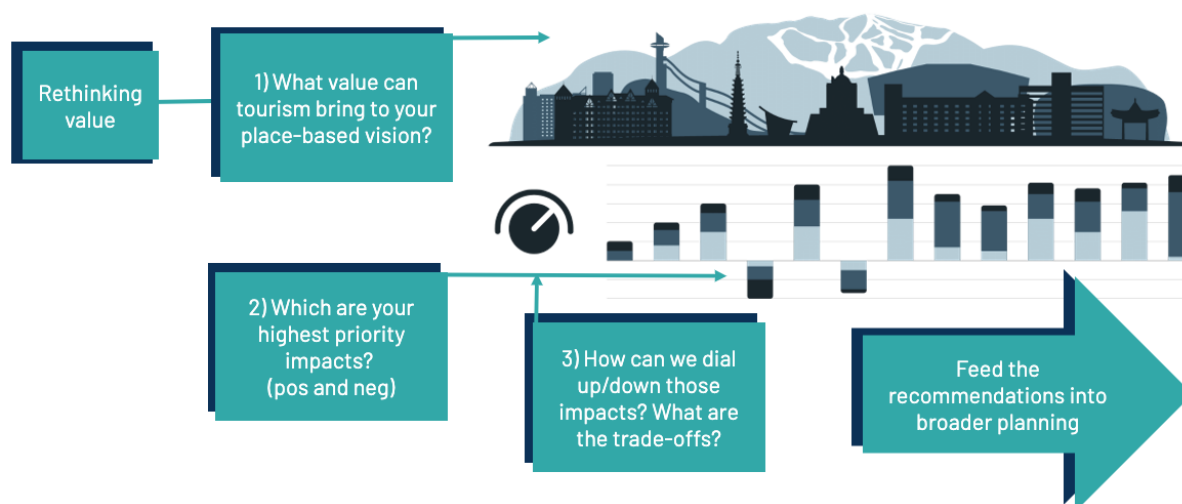 Rethinking
value
1) What value can
tourism bring to your
place-based vision?
2) Which are your
highest priority
impacts?
(pos and neg)
3) How can we dial
up/down those
impacts? What are
the trade-offs?
Feed the
recommendations into
broader planning